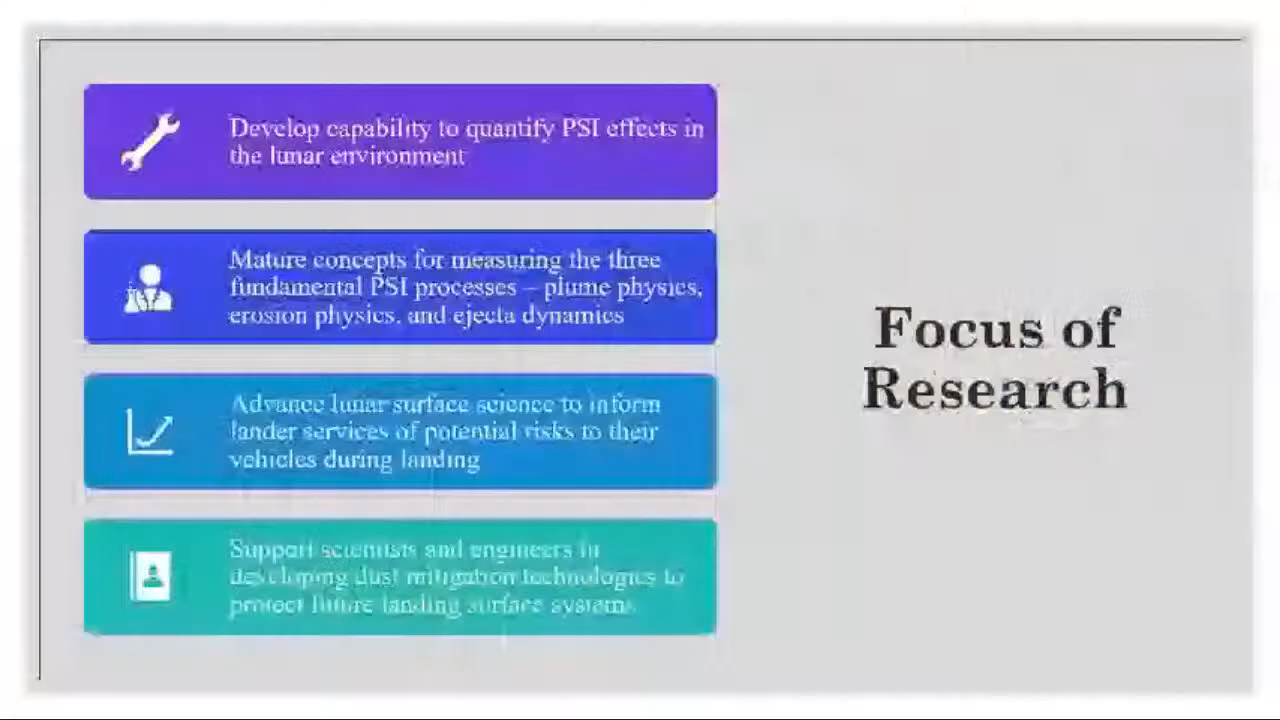 Develop capability to quantify PSI effects in
the lunar environment
Mature concepts for measuring the three
fundamental PSI processes – plume physics,
erosion physics, and ejecta dynamics
Advance lunar surface science to inform
lander services of potential risks to their
vehicles during landing
Support scientists and engineers in
developing dust mitigation technologies to
protect future landing surface systems
Focus of
Research